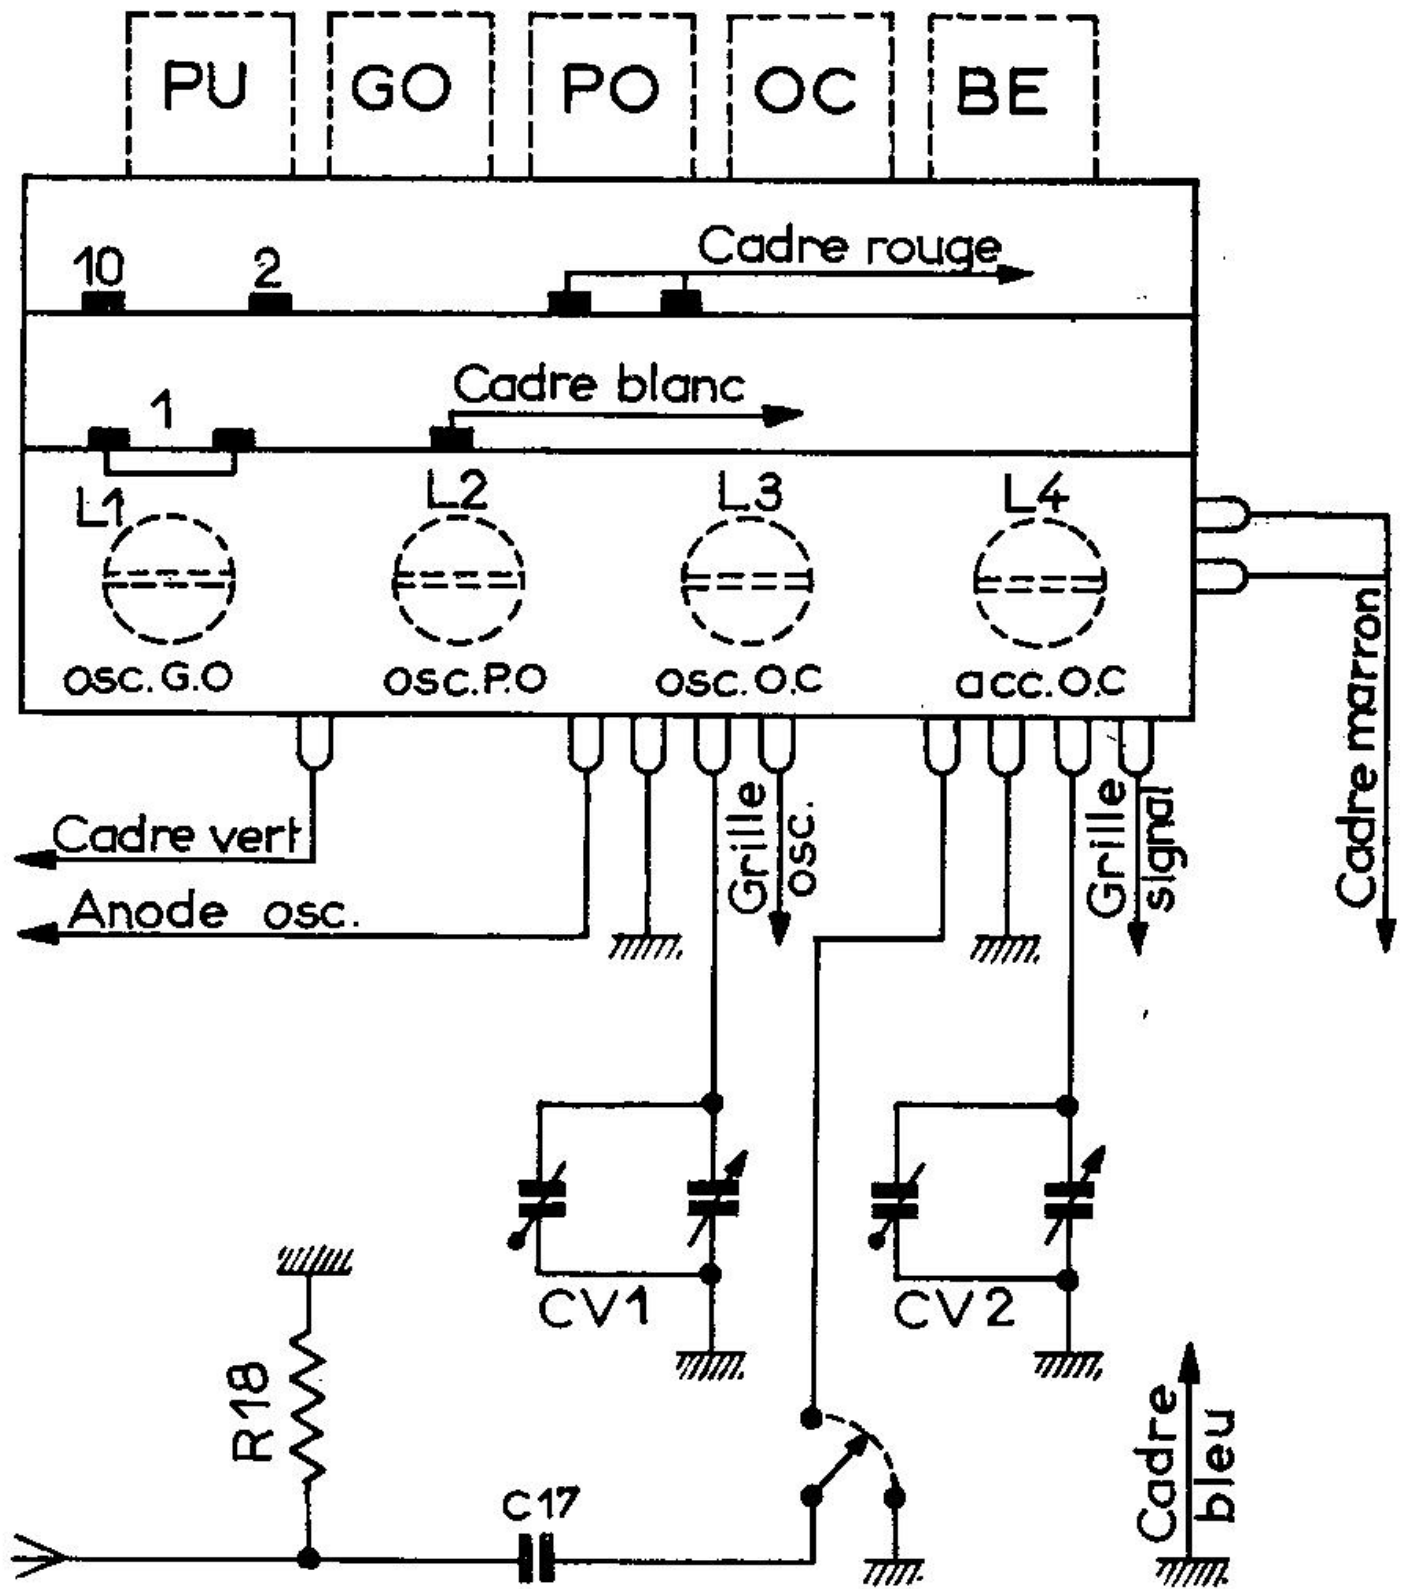 PU GO PO OC BE
10 2 Cadre rouge
1 Cadre blanc
L1 L2 L3 L4
osc.G.O osc.P.O osc.O.C acc.O.C
Cadre vert
Anode osc.
Grille
osc.
Grille
signal
Cadre marron
CV1 CV2
R18
C17
Cadre
bleu